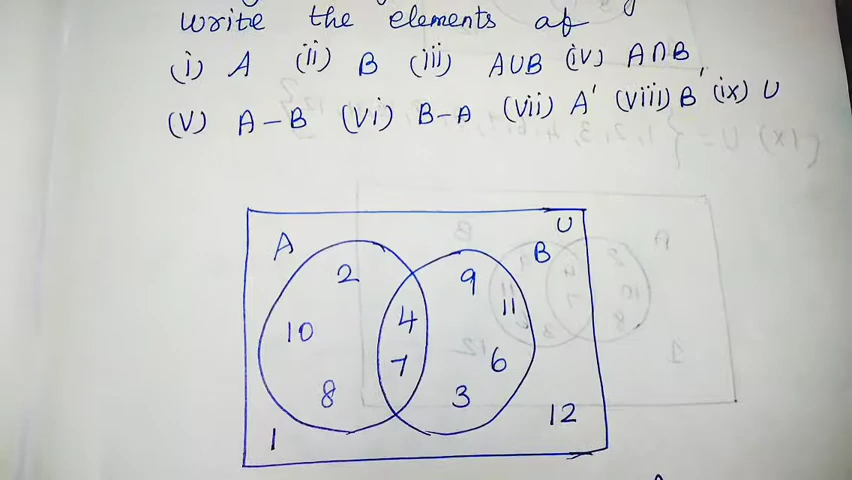 write the elements of
(i) A (ii) B (iii) A∪B (iv) A∩B
(V) A-B (Vi) B-A (Vii) A' (Viii) B' (ix) U
U
A
B
2
9
11
4
10
7
6
8
3
12
1